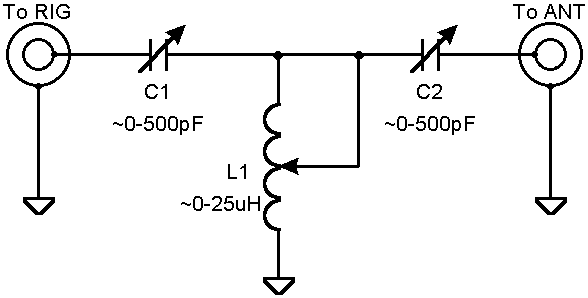 To RIG
To ANT
C1
~0-500pF
C2
~0-500pF
L1
~0-25uH